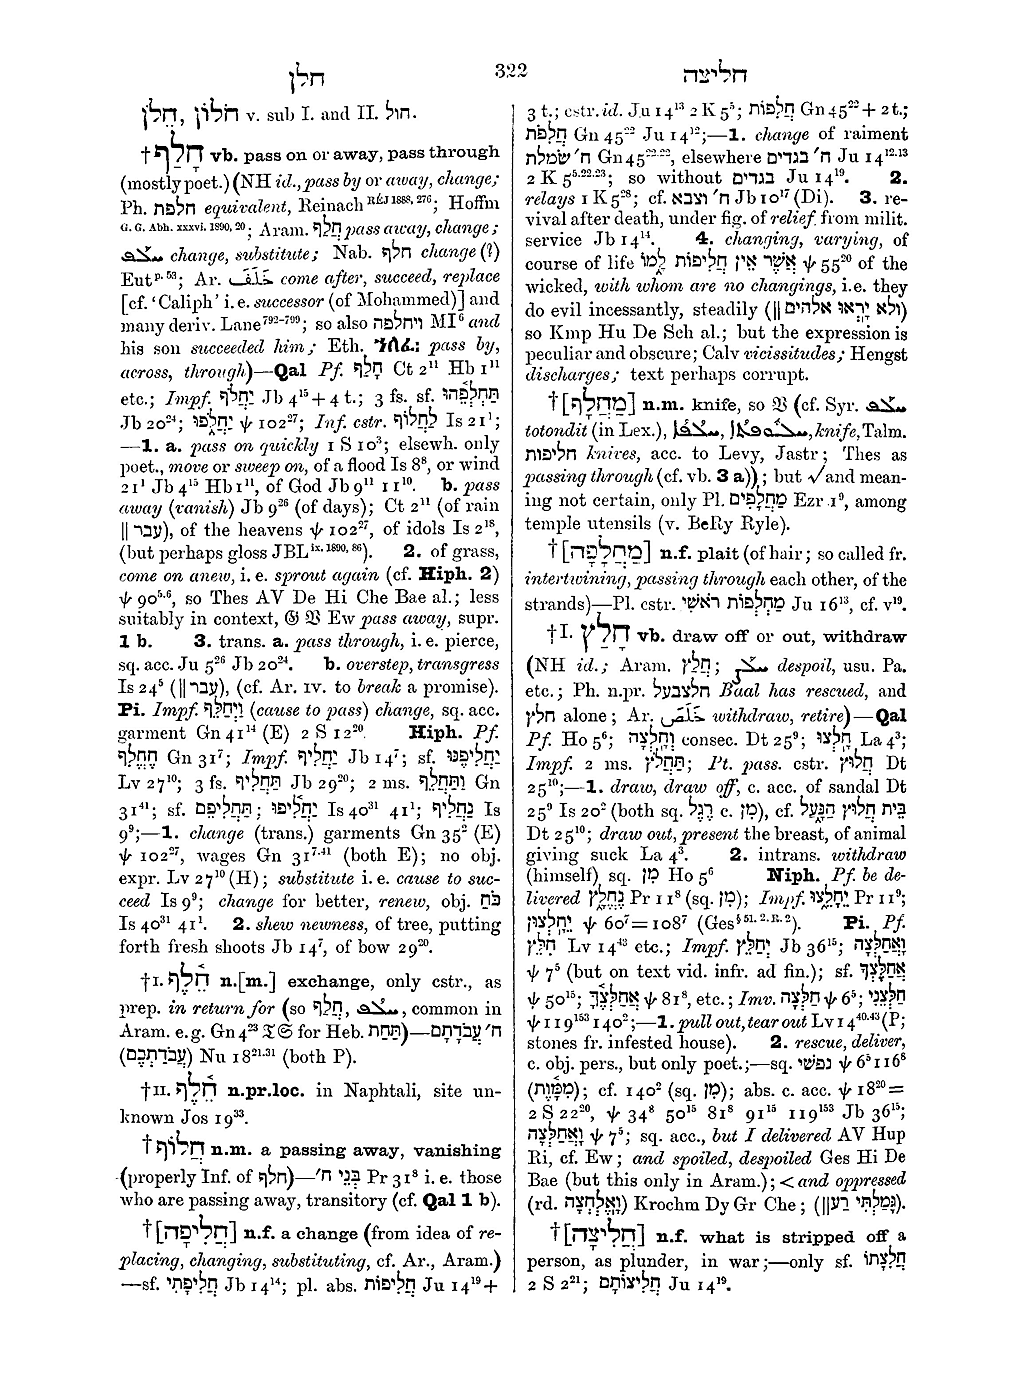 חלן
322
חליצה
חֹלוֹן, חֵלֹן v. sub I. and II. חול.
†חָלַף vb. pass on or away, pass through
(mostly poet.) (NH id., pass by or away, change;
Ph. חלפת equivalent, Reinach RÉJ 1888, 276; Hoffm
G. G. Abh. xxxvi. 1890, 20; Aram. חֲלַף pass away, change;
change, substitute; Nab. חלף change (?)
Eut p. 53; Ar. خَلَفَ come after, succeed, replace
[cf. ‘Caliph’ i. e. successor (of Mohammed)] and
many deriv. Lane 792–799; so also ויחלפה MI 6 and
his son succeeded him; Eth. ኀለፈ: pass by,
across, through)—Qal Pf. חָלַף Ct 2 11 Hb 1 11
etc.; Impf. יַחֲלֹף Jb 4 15 + 4 t.; 3 fs. sf. תַּחְלְפֵהוּ
Jb 20 24; יַחֲלֹפוּ ψ 102 27; Inf. cstr. לַחֲלוֹף Is 21 1;
—1. a. pass on quickly 1 S 10 3; elsewh. only
poet., move or sweep on, of a flood Is 8 8, or wind
21 1 Jb 4 15 Hb 1 11, of God Jb 9 11 11 10. b. pass
away (vanish) Jb 9 26 (of days); Ct 2 11 (of rain
|| עבר), of the heavens ψ 102 27, of idols Is 2 18,
(but perhaps gloss JBL ix. 1890, 86). 2. of grass,
come on anew, i. e. sprout again (cf. Hiph. 2)
ψ 90 5.6, so Thes AV De Hi Che Bae al.; less
suitably in context, 𝔊 𝔙 Ew pass away, supr.
1 b. 3. trans. a. pass through, i. e. pierce,
sq. acc. Ju 5 26 Jb 20 24. b. overstep, transgress
Is 24 5 (|| עבר), (cf. Ar. IV. to break a promise).
Pi. Impf. וַיְחַלֵּף (cause to pass) change, sq. acc.
garment Gn 41 14 (E) 2 S 12 20. Hiph. Pf.
הֶחֱלִף Gn 31 7; Impf. יַחֲלִיף Jb 14 7; sf. יַחֲלִיפֶנּוּ
Lv 27 10; 3 fs. תַּחֲלִיף Jb 29 20; 2 ms. וַתַּחֲלֵף Gn
31 41; sf. תַּחֲלִיפֵם; יַחֲלִיפוּ Is 40 31 41 1; נַחֲלִיף Is
9 9;—1. change (trans.) garments Gn 35 2 (E)
ψ 102 27, wages Gn 31 7.41 (both E); no obj.
expr. Lv 27 10 (H); substitute i. e. cause to suc-
ceed Is 9 9; change for better, renew, obj. כֹּחַ
Is 40 31 41 1. 2. shew newness, of tree, putting
forth fresh shoots Jb 14 7, of bow 29 20.
†I. חֵ֫לֶף n.[m.] exchange, only cstr., as
prep. in return for (so חֲלַף, common in
Aram. e.g. Gn 4 23 𝔗 𝔖 for Heb. תַּחַת)—ח׳ עֲבֹדָתָם
(עֲבֹדַתְכֶם) Nu 18 21.31 (both P).
†II. חֵ֫לֶף n.pr.loc. in Naphtali, site un-
known Jos 19 33.
†חֲלוֹף n.m. a passing away, vanishing
(properly Inf. of חלף)—בְּנֵי ח׳ Pr 31 8 i. e. those
who are passing away, transitory (cf. Qal 1 b).
†[חֲלִיפָה] n.f. a change (from idea of re-
placing, changing, substituting, cf. Ar., Aram.)
—sf. חֲלִיפָתִי Jb 14 14; pl. abs. חֲלִיפוֹת Ju 14 19 +
3 t.; cstr. id. Ju 14 13 2 K 5 5; חֲלִפוֹת Gn 45 22 + 2 t.;
חֲלִפֹת Gn 45 22 Ju 14 12;—1. change of raiment
ח׳ שׂמלת Gn 45 22.22, elsewhere ח׳ בגדים Ju 14 12.13
2 K 5 5.22.23; so without בגדים Ju 14 19. 2.
relays 1 K 5 28; cf. ח׳ וצבא Jb 10 17 (Di). 3. re-
vival after death, under fig. of relief from milit.
service Jb 14 14. 4. changing, varying, of
course of life אֲשֶׁר אֵין חֲלִיפוֹת לָמוֹ ψ 55 20 of the
wicked, with whom are no changings, i.e. they
do evil incessantly, steadily (|| ולא יָרְאוּ אלהים)
so Kmp Hu De Sch al.; but the expression is
peculiar and obscure; Calv vicissitudes; Hengst
discharges; text perhaps corrupt.
†[מַחֲלָף] n.m. knife, so 𝔙 (cf. Syr.
totondit (in Lex.), knife, Talm.
חליפות knives, acc. to Levy, Jastr; Thes as
passing through (cf. vb. 3 a)); but √ and mean-
ing not certain, only Pl. מַחֲלָפִים Ezr 1 9, among
temple utensils (v. BeRy Ryle).
†[מַחְלָפָה] n.f. plait (of hair; so called fr.
intertwining, passing through each other, of the
strands)—Pl. cstr. מַחְלְפוֹת רֹאשִׁי Ju 16 13, cf. v 19.
†I. חָלַץ vb. draw off or out, withdraw
(NH id.; Aram. חֲלַץ; despoil, usu. Pa.
etc.; Ph. n.pr. חלצבעל Baal has rescued, and
חלץ alone; Ar. خَلَصَ withdraw, retire)—Qal
Pf. Ho 5 6; וְחָלְצָה consec. Dt 25 9; חָלְצוּ La 4 3;
Impf. 2 ms. תַּחֲלֹץ; Pt. pass. cstr. חֲלוּץ Dt
25 10;—1. draw, draw off, c. acc. of sandal Dt
25 9 Is 20 2 (both sq. רֶגֶל c. מִן), cf. בֵּית חֲלוּץ הַנָּעַל
Dt 25 10; draw out, present the breast, of animal
giving suck La 4 3. 2. intrans. withdraw
(himself) sq. מִן Ho 5 6 Niph. Pf. be de-
livered נֶחֱלָץ Pr 11 8 (sq. מִן); Impf. יֵחָלֵצוּ Pr 11 9;
יֵחָלְצוּן ψ 60 7 = 108 7 (Ges § 51. 2. R. 2). Pi. Pf.
חִלֵּץ Lv 14 43 etc.; Impf. יְחַלֵּץ Jb 36 15; וָאֲחַלְּצָה
ψ 7 5 (but on text vid. infr. ad fin.); sf. אֲחַלֶּצְךָ
ψ 50 15; אֲחַלְּצֶךָּ ψ 81 8, etc.; Imv. חַלְּצָה ψ 6 5; חַלְּצֵנִי
ψ 119 153 140 2;—1. pull out, tear out Lv 14 40.43 (P;
stones fr. infested house). 2. rescue, deliver,
c. obj. pers., but only poet.;—sq. נפשׁי ψ 6 5 116 8
(מִמָּוֶת); cf. 140 2 (sq. מִן); abs. c. acc. ψ 18 20 =
2 S 22 20, ψ 34 8 50 15 81 8 91 15 119 153 Jb 36 15;
וָאֲחַלְּצָה ψ 7 5; sq. acc., but I delivered AV Hup
Ri, cf. Ew; and spoiled, despoiled Ges Hi De
Bae (but this only in Aram.); < and oppressed
(rd. וָאֶלְחֲצָה) Krochm Dy Gr Che; (|| גְּמַלְתִּי רע).
†[חֲלִיצָה] n.f. what is stripped off a
person, as plunder, in war;—only sf. חֲלִצָתוֹ
2 S 2 21; חֲלִיצוֹתָם Ju 14 19.